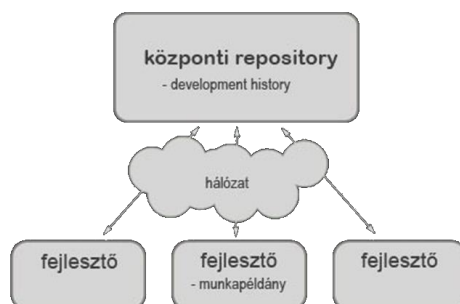 központi repository
- development history
hálózat
fejlesztő
fejlesztő
- munkapéldány
fejlesztő